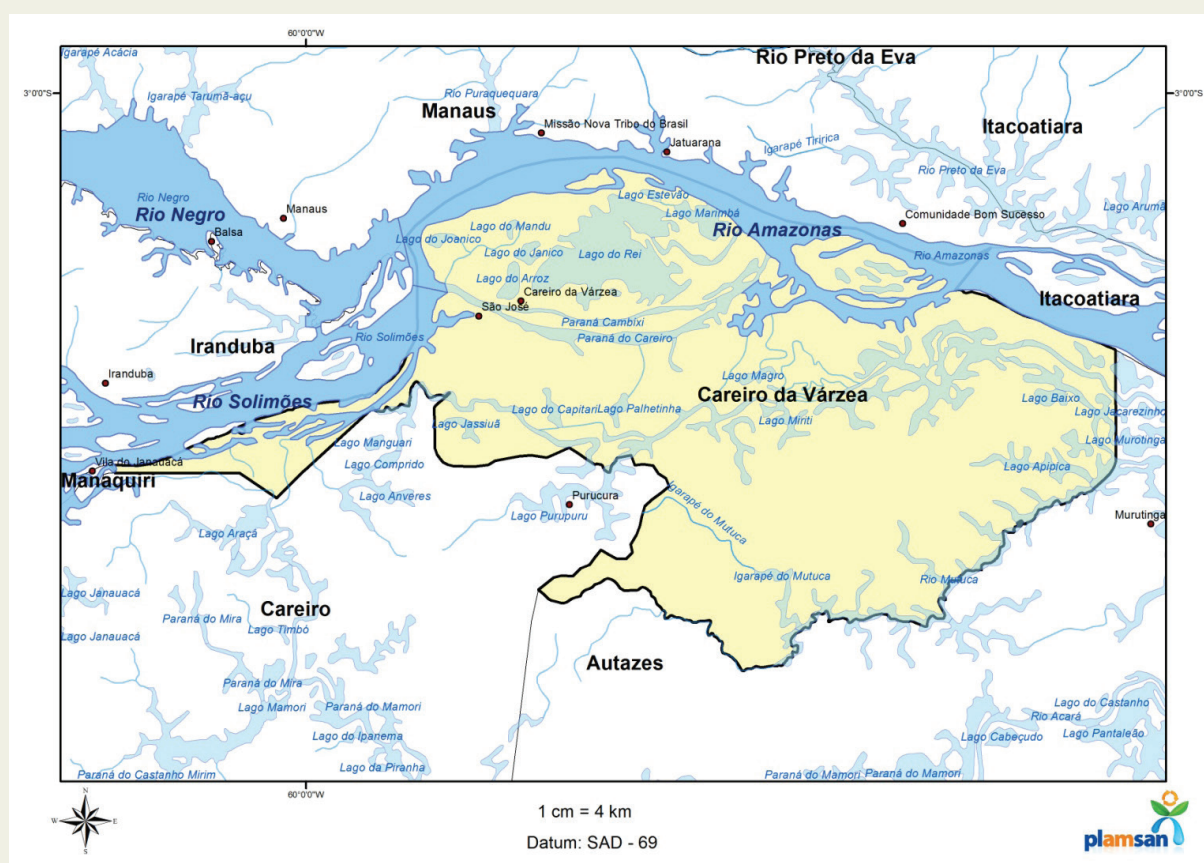 60°0'0"W
3°0'0"S
3°0'0"S
Igarapé Acácia
Rio Preto da Eva
Igarapé Tarumã-açu
Rio Puraquequara
Manaus
Missão Nova Tribo do Brasil
Itacoatiara
Jatuarana
Igarapé Tiririca
Rio Preto da Eva
Rio Negro
Lago Estevão
Lago Arumã
Rio Negro
Manaus
Lago Manimbá
Comunidade Bom Sucesso
Lago do Mandu
Rio Amazonas
Balsa
Lago do Joanico
Lago do Janico
Lago do Rei
Rio Amazonas
Lago do Arroz
Careiro da Várzea
Itacoatiara
São José
Paraná Cambixi
Rio Solimões
Paraná do Careiro
Iranduba
Iranduba
Lago Magro
Careiro da Várzea
Rio Solimões
Lago Baixo
Lago do Capitari
Lago Palhetinha
Lago Jacarezinho
Lago Jassiuã
Lago Miriti
Lago Manguari
Lago Murotinga
Vila do Janauacá
Lago Comprido
Lago Apipica
Manaquiri
Lago Anveres
Purucura
Igarapé do Mutuca
Lago Purupuru
Murutinga
Lago Araçã
Igarapé do Mutuca
Rio Mutuca
Lago Janauacá
Careiro
Paraná do Mira
Lago Timbó
Lago Janauacá
Autazes
Paraná do Mira
Lago Mamori
Paraná do Mamori
Lago do Castanho
Rio Acará
Lago do Ipanema
Lago Cabeçudo
Lago Pantaleão
Lago da Piranha
Paraná do Castanho Mirim
Paraná do Mamori
Paraná do Mamori
60°0'0"W
N
W
E
S
1 cm = 4 km
Datum: SAD - 69
plamsan